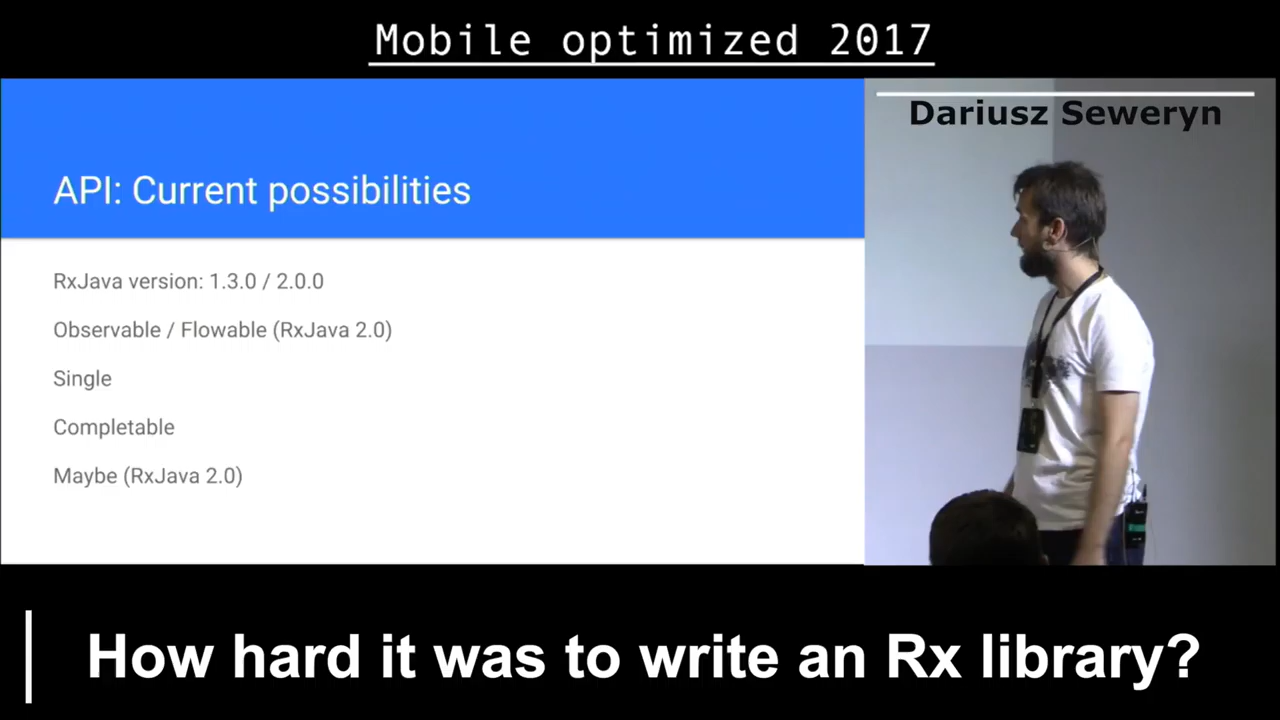 Mobile optimized 2017
Dariusz Seweryn
API: Current possibilities
RxJava version: 1.3.0 / 2.0.0
Observable / Flowable (RxJava 2.0)
Single
Completable
Maybe (RxJava 2.0)
How hard it was to write an Rx library?